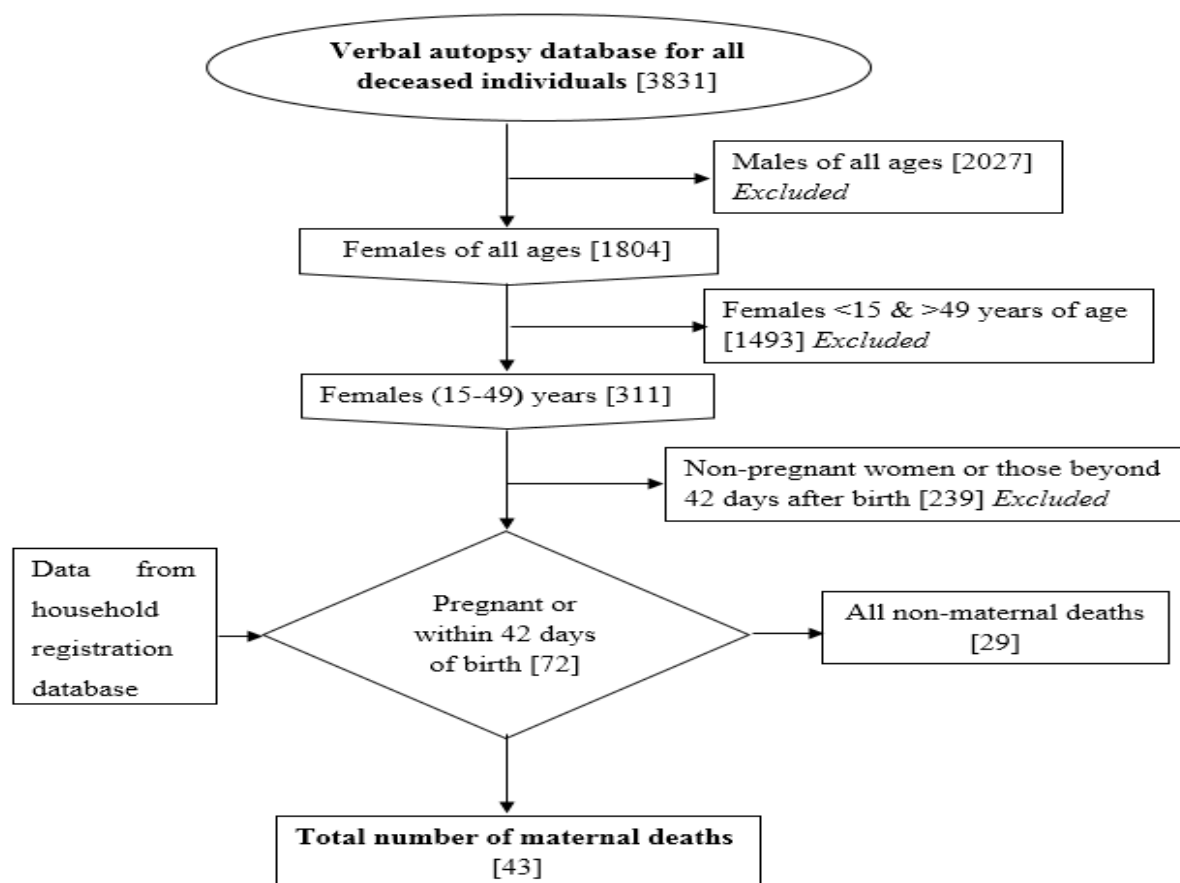 Verbal autopsy database for all
deceased individuals [3831]
Males of all ages [2027]
Excluded
Females of all ages [1804]
Females <15 & >49 years of age
[1493] Excluded
Females (15-49) years [311]
Non-pregnant women or those beyond
42 days after birth [239] Excluded
Data from
household
registration
database
Pregnant or
within 42 days
of birth [72]
All non-maternal deaths
[29]
Total number of maternal deaths
[43]